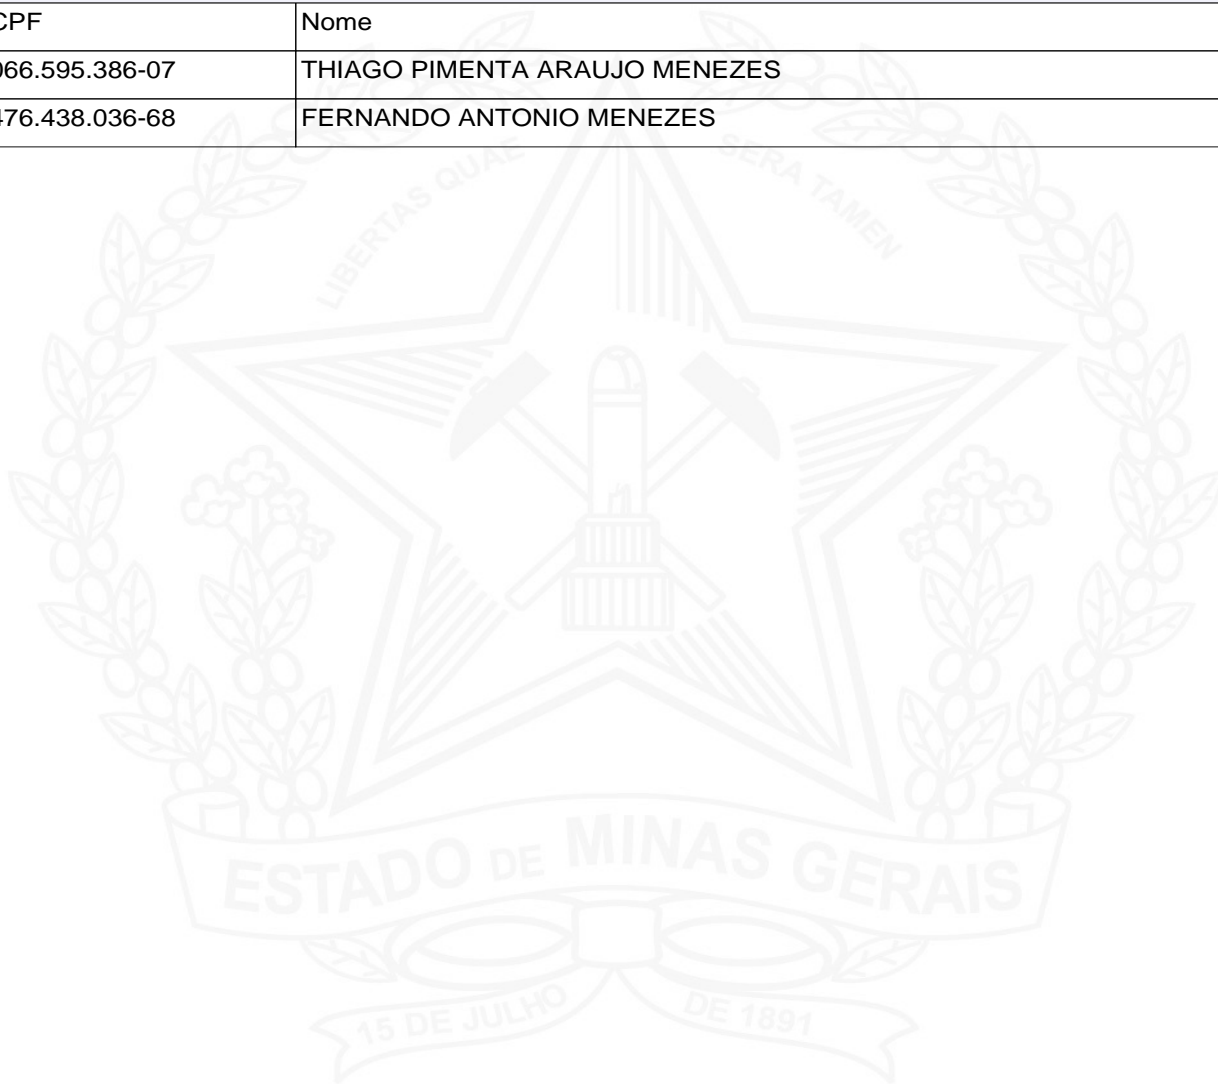 CPF Nome
066.595.386-07 THIAGO PIMENTA ARAUJO MENEZES
476.438.036-68 FERNANDO ANTONIO MENEZES
LIBERTAS QUAE SERA TAMEN
ESTADO DE MINAS GERAIS
15 DE JULHO DE 1891